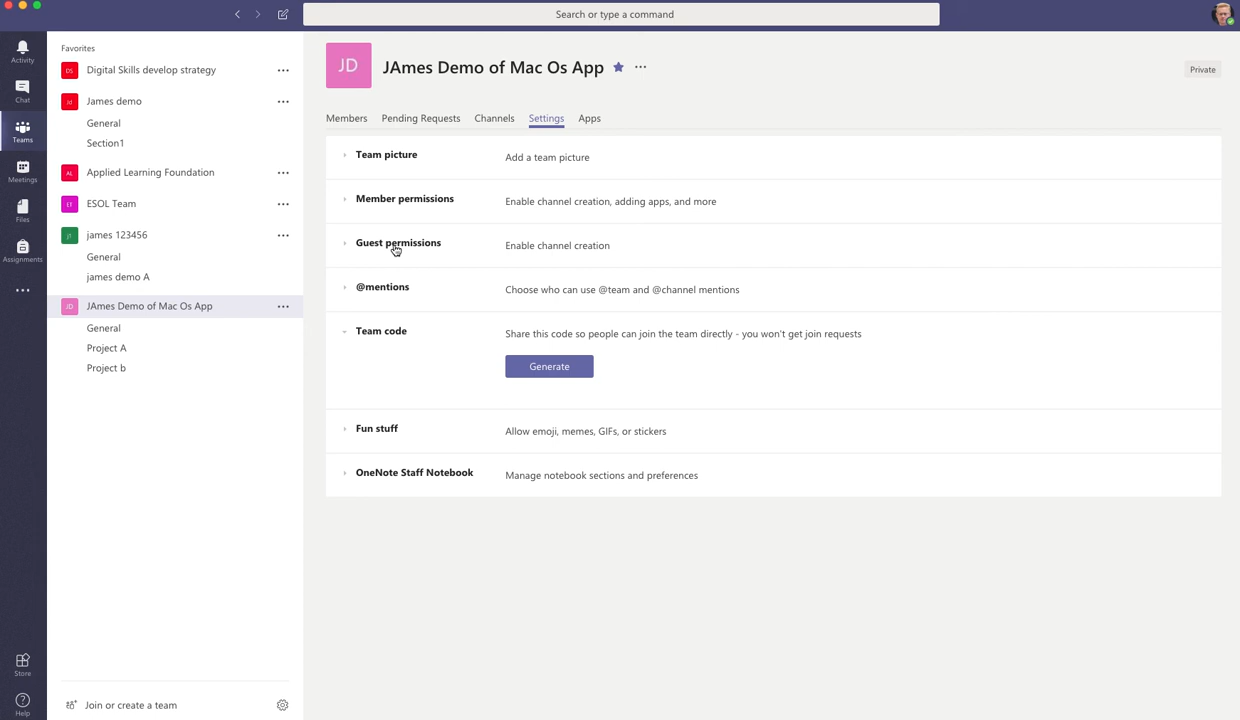 Search or type a command
Activity
Chat
Teams
Meetings
Files
Assignments
Store
Help
Favorites
DS Digital Skills develop strategy
Jd James demo
General
Section1
AL Applied Learning Foundation
ET ESOL Team
j1 james 123456
General
james demo A
JD JAmes Demo of Mac Os App
General
Project A
Project b
Join or create a team
JD JAmes Demo of Mac Os App
Private
Members Pending Requests Channels Settings Apps
Team picture Add a team picture
Member permissions Enable channel creation, adding apps, and more
Guest permissions Enable channel creation
@mentions Choose who can use @team and @channel mentions
Team code Share this code so people can join the team directly - you won't get join requests
Generate
Fun stuff Allow emoji, memes, GIFs, or stickers
OneNote Staff Notebook Manage notebook sections and preferences